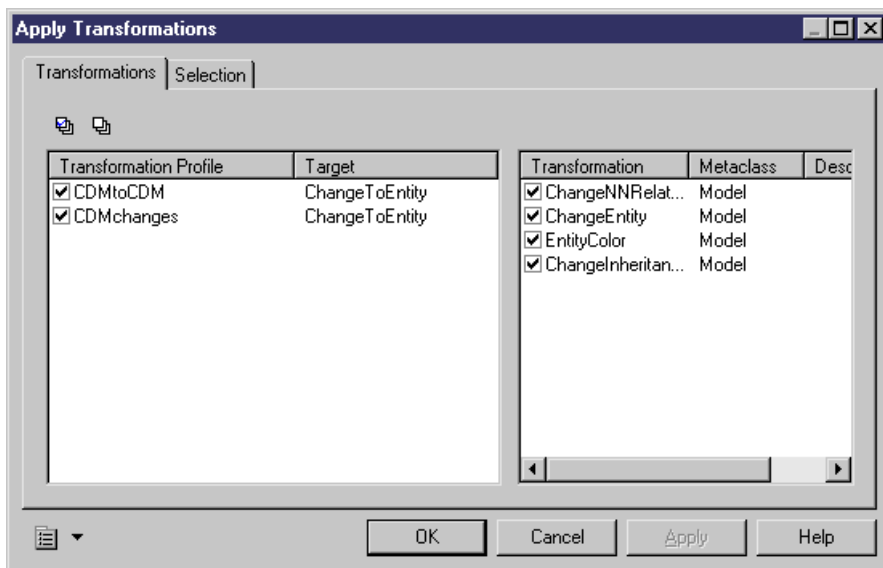 Apply Transformations
Transformations Selection
Transformation Profile Target
CDMtoCDM ChangeToEntity
CDMchanges ChangeToEntity
Transformation Metaclass Desc
ChangeNNRelat... Model
ChangeEntity Model
EntityColor Model
ChangeInheritan... Model
OK Cancel Apply Help